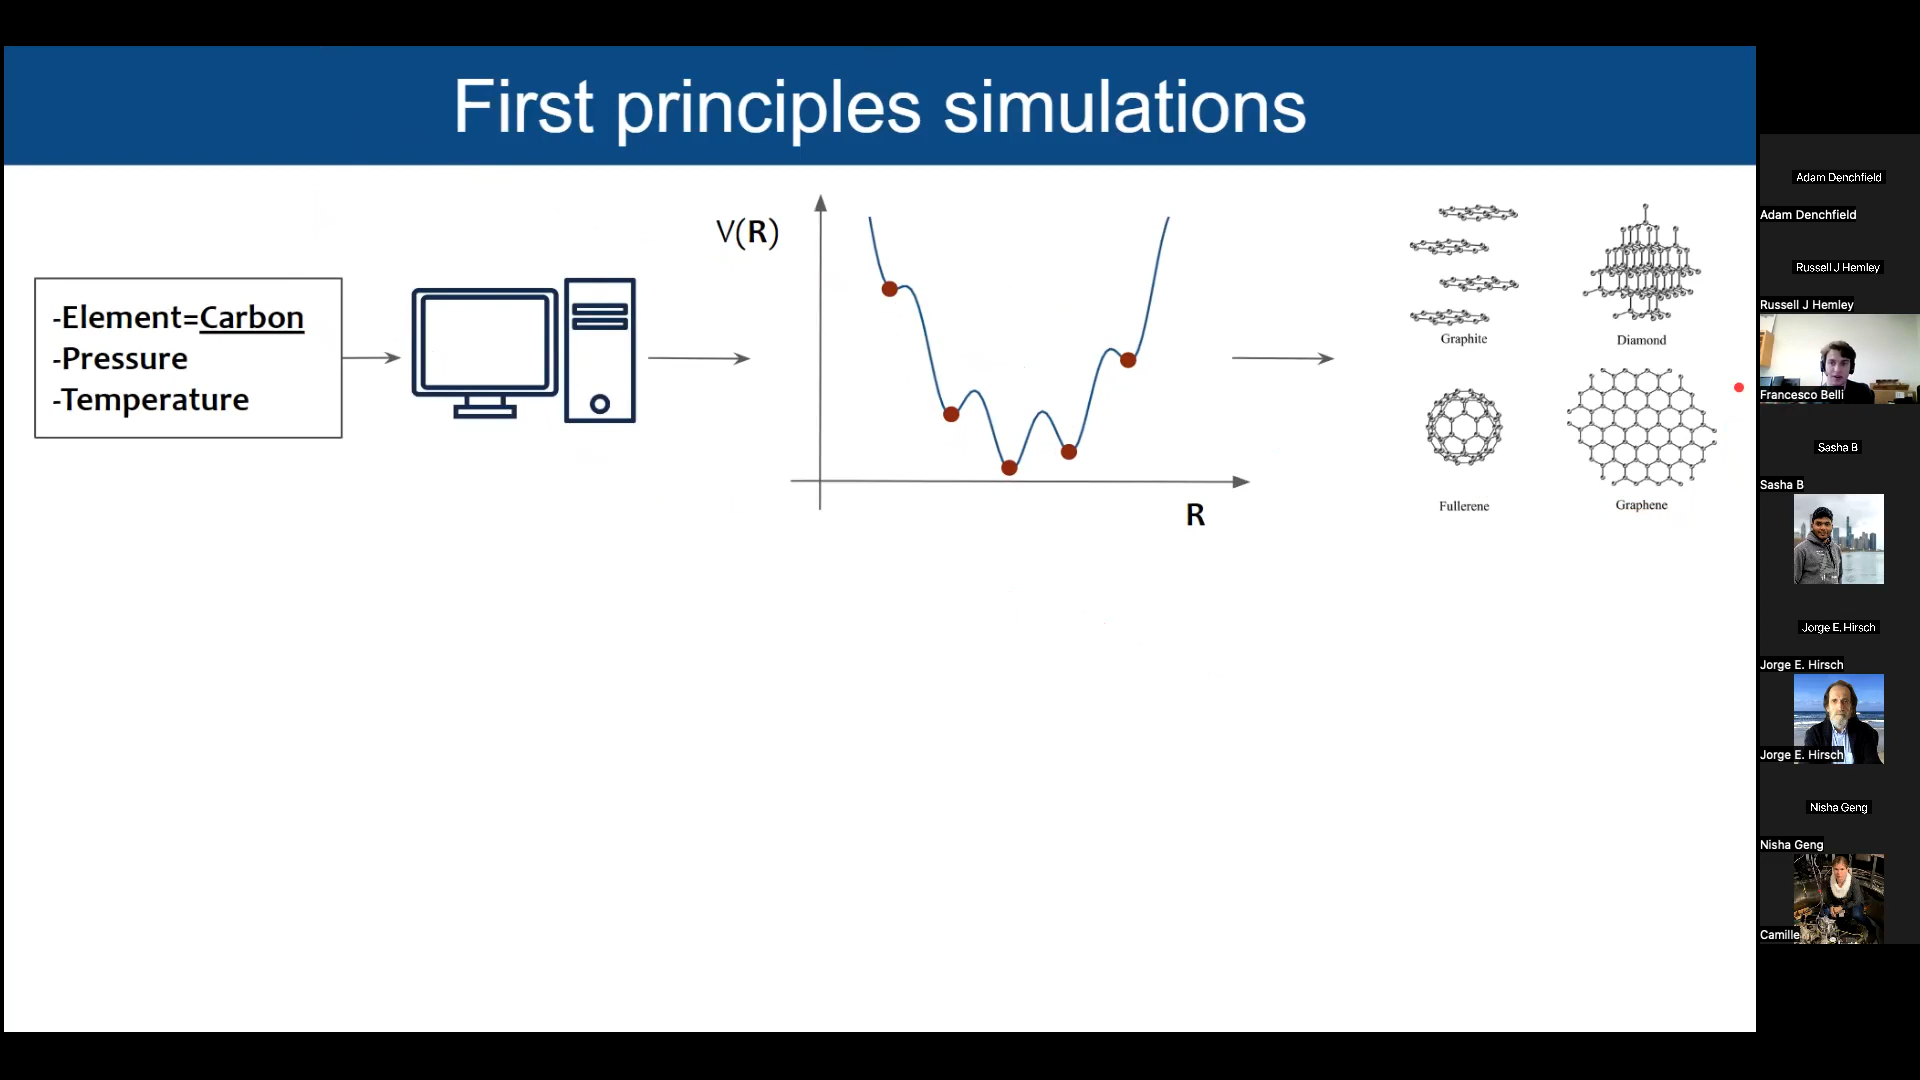 First principles simulations
-Element=Carbon
-Pressure
-Temperature
V(R)
R
Graphite
Diamond
Fullerene
Graphene
Adam Denchfield
Adam Denchfield
Russell J Hemley
Russell J Hemley
Francesco Belli
Sasha B
Sasha B
Jorge E. Hirsch
Jorge E. Hirsch
Jorge E. Hirsch
Nisha Geng
Nisha Geng
Camille